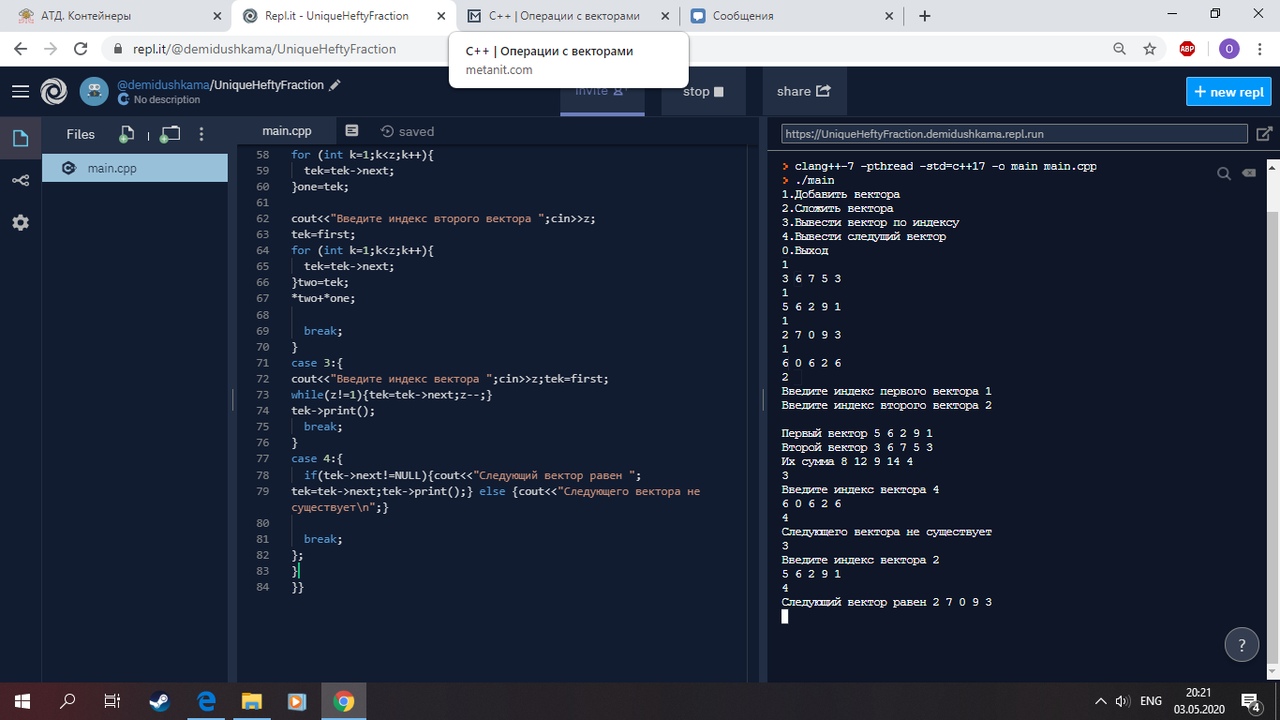 АТД. Контейнеры
Repl.it - UniqueHeftyFraction
C++ | Операции с векторами
Сообщения
repl.it/@demidushkama/UniqueHeftyFraction
ABP
O
C++ | Операции с векторами
metanit.com
@demidushkama/UniqueHeftyFraction
No description
invite
stop
share
+ new repl
Files
main.cpp
saved
https://UniqueHeftyFraction.demidushkama.repl.run
main.cpp
58 for (int k=1;k<z;k++){
59 tek=tek->next;
60 }one=tek;
61
62 cout<<"Введите индекс второго вектора ";cin>>z;
63 tek=first;
64 for (int k=1;k<z;k++){
65 tek=tek->next;
66 }two=tek;
67 *two+*one;
68
69 break;
70 }
71 case 3:{
72 cout<<"Введите индекс вектора ";cin>>z;tek=first;
73 while(z!=1){tek=tek->next;z--;}
74 tek->print();
75 break;
76 }
77 case 4:{
78 if(tek->next!=NULL){cout<<"Следующий вектор равен ";
79 tek=tek->next;tek->print();} else {cout<<"Следующего вектора не
существует\n";}
80
81 break;
82 };
83 }
84 }}
clang++-7 -pthread -std=c++17 -o main main.cpp
./main
1.Добавить вектора
2.Сложить вектора
3.Вывести вектор по индексу
4.Вывести следущий вектор
0.Выход
1
3 6 7 5 3
1
5 6 2 9 1
1
2 7 0 9 3
1
6 0 6 2 6
2
Введите индекс первого вектора 1
Введите индекс второго вектора 2
Первый вектор 5 6 2 9 1
Второй вектор 3 6 7 5 3
Их сумма 8 12 9 14 4
3
Введите индекс вектора 4
6 0 6 2 6
4
Следующего вектора не существует
3
Введите индекс вектора 2
5 6 2 9 1
4
Следующий вектор равен 2 7 0 9 3
?
ENG
20:21
03.05.2020
4